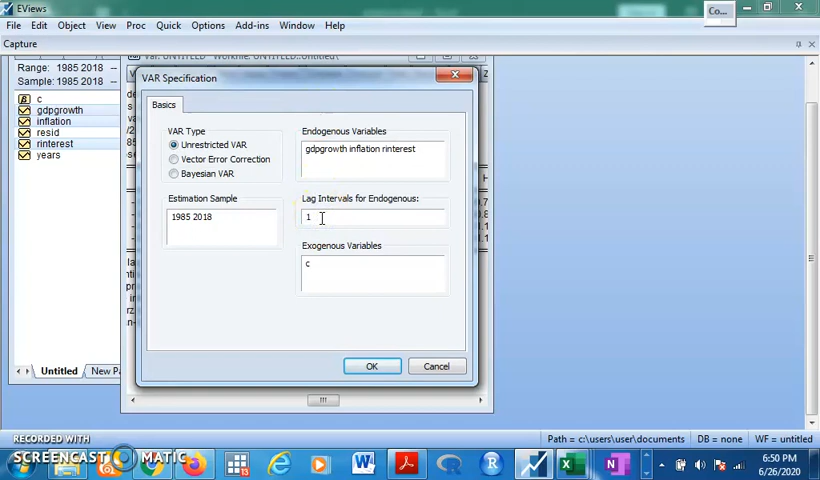 EViews
Co...
File Edit Object View Proc Quick Options Add-ins Window Help
Capture
Range: 1985 2018 --
Sample: 1985 2018 --
c
gdpgrowth
inflation
resid
rinterest
years
Untitled New Pa
VAR Specification
Basics
VAR Type
Unrestricted VAR
Vector Error Correction
Bayesian VAR
Endogenous Variables
gdpgrowth inflation rinterest
Estimation Sample
1985 2018
Lag Intervals for Endogenous:
1
Exogenous Variables
c
OK Cancel
Path = c:\users\user\documents DB = none WF = untitled
RECORDED WITH
SCREENCAST MATIC
6:50 PM
6/26/2020